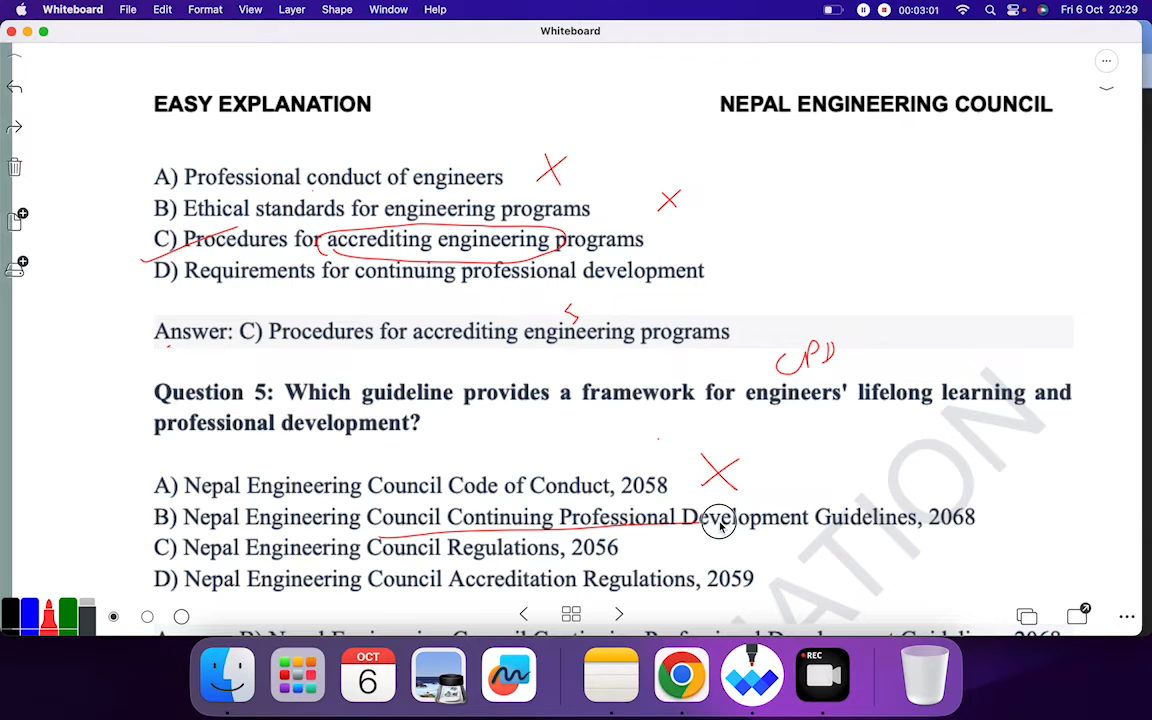 Whiteboard File Edit Format View Layer Shape Window Help 00:03:01 Fri 6 Oct 20:29
Whiteboard
EASY EXPLANATION NEPAL ENGINEERING COUNCIL
A) Professional conduct of engineers
B) Ethical standards for engineering programs
C) Procedures for accrediting engineering programs
D) Requirements for continuing professional development
5
Answer: C) Procedures for accrediting engineering programs
CPD
Question 5: Which guideline provides a framework for engineers' lifelong learning and
professional development?
A) Nepal Engineering Council Code of Conduct, 2058
B) Nepal Engineering Council Continuing Professional Development Guidelines, 2068
C) Nepal Engineering Council Regulations, 2056
D) Nepal Engineering Council Accreditation Regulations, 2059
NATION
OCT
6
REC